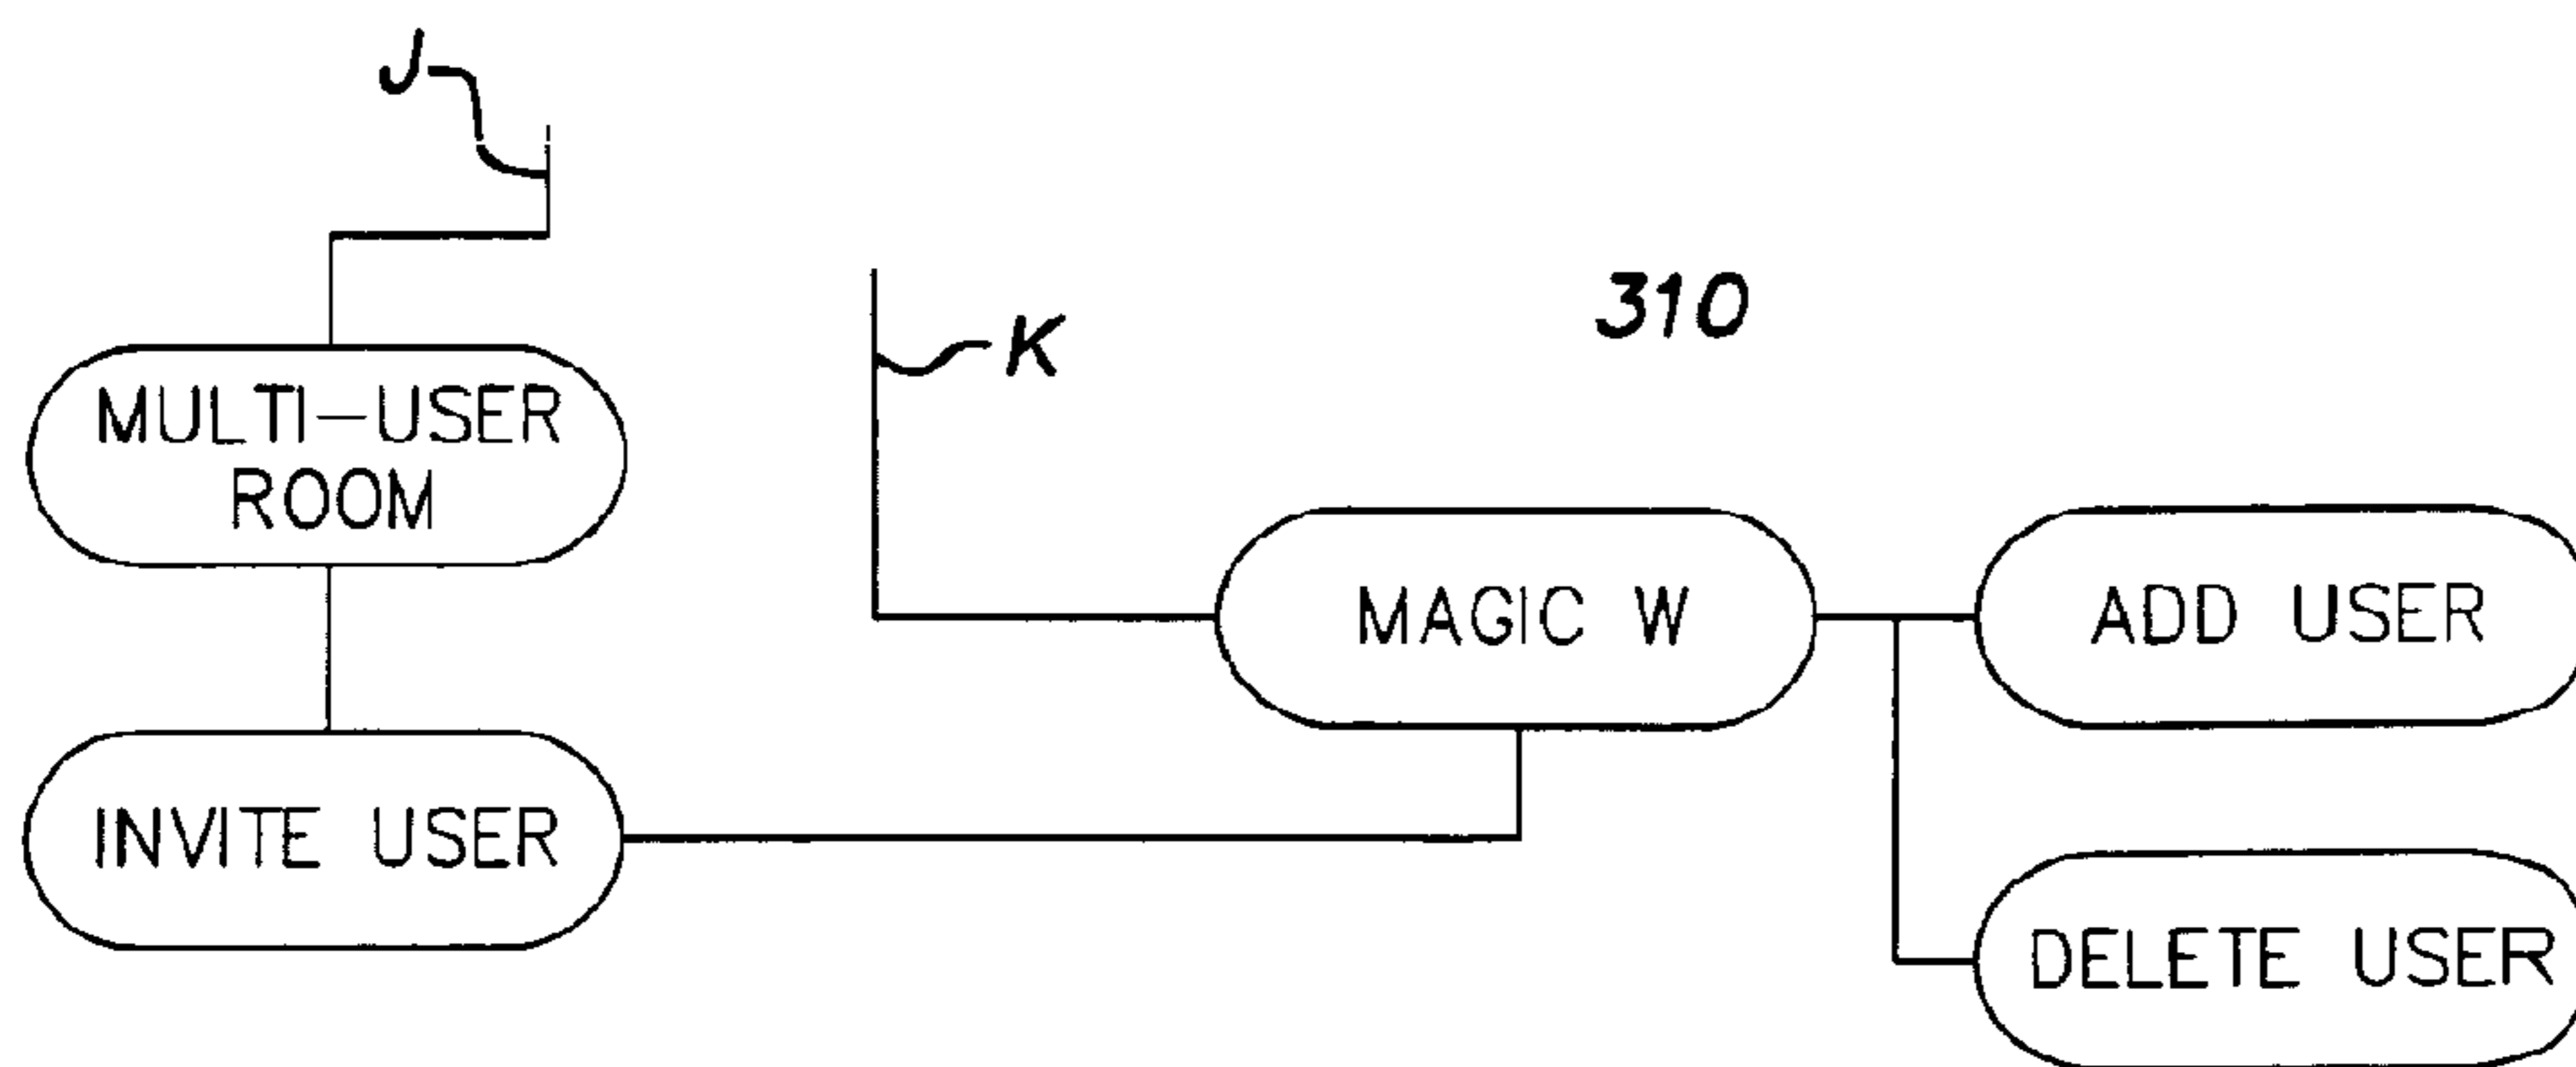 J
K
310
MULTI-USER
ROOM
MAGIC W
ADD USER
INVITE USER
DELETE USER